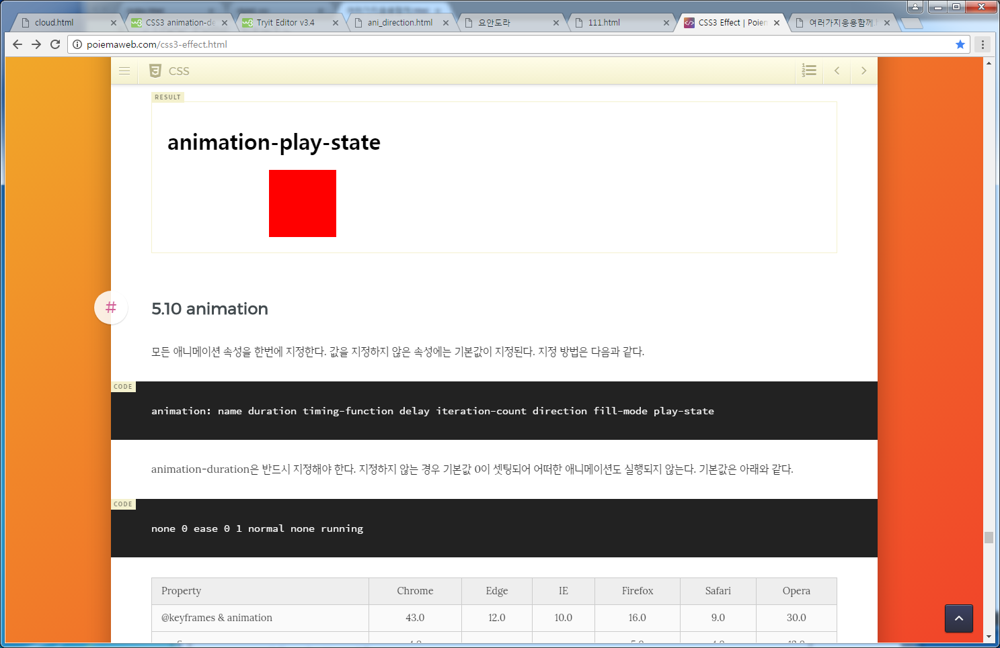 cloud.html
CSS3 animation-de
Tryit Editor v3.4
ani_direction.html
요안도라
111.html
CSS3 Effect | Poiem
여러가지응용함께.h
poiemaweb.com/css3-effect.html
CSS
RESULT
animation-play-state
#
5.10 animation
모든 애니메이션 속성을 한번에 지정한다. 값을 지정하지 않은 속성에는 기본값이 지정된다. 지정 방법은 다음과 같다.
CODE
animation: name duration timing-function delay iteration-count direction fill-mode play-state
animation-duration은 반드시 지정해야 한다. 지정하지 않는 경우 기본값 0이 셋팅되어 어떠한 애니메이션도 실행되지 않는다. 기본값은 아래와 같다.
CODE
none 0 ease 0 1 normal none running
Property Chrome Edge IE Firefox Safari Opera
@keyframes & animation 43.0 12.0 10.0 16.0 9.0 30.0